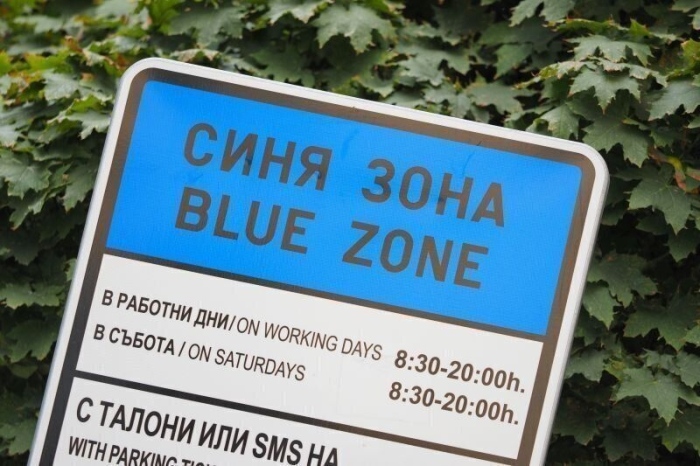 СИНЯ ЗОНА
BLUE ZONE
В РАБОТНИ ДНИ/ON WORKING DAYS 8:30-20:00h.
В СЪБОТА / ON SATURDAYS 8:30-20:00h.
С ТАЛОНИ ИЛИ SMS НА
WITH PARKING